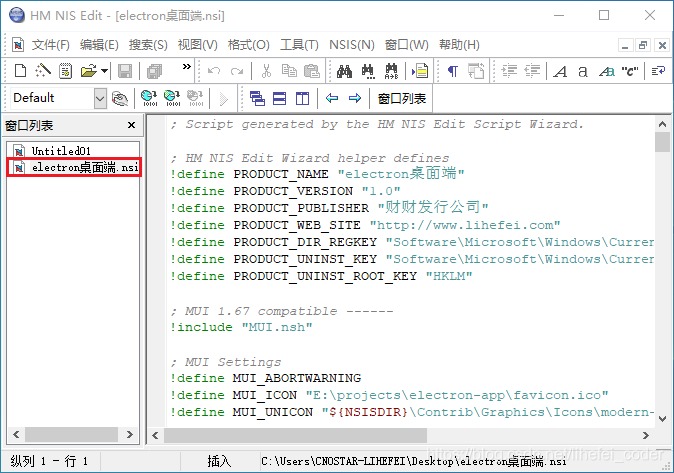 HM NIS Edit - [electron桌面端.nsi]
文件(F) 编辑(E) 搜索(S) 视图(V) 格式(O) 工具(T) NSIS(N) 窗口(W) 帮助(H)
Default 窗口列表
窗口列表
Untitled01
electron桌面端.nsi
; Script generated by the HM NIS Edit Script Wizard.
; HM NIS Edit Wizard helper defines
!define PRODUCT_NAME "electron桌面端"
!define PRODUCT_VERSION "1.0"
!define PRODUCT_PUBLISHER "财财发行公司"
!define PRODUCT_WEB_SITE "http://www.lihefei.com"
!define PRODUCT_DIR_REGKEY "Software\Microsoft\Windows\Curren
!define PRODUCT_UNINST_KEY "Software\Microsoft\Windows\Curren
!define PRODUCT_UNINST_ROOT_KEY "HKLM"
; MUI 1.67 compatible ------
!include "MUI.nsh"
; MUI Settings
!define MUI_ABORTWARNING
!define MUI_ICON "E:\projects\electron-app\favicon.ico"
!define MUI_UNICON "${NSISDIR}\Contrib\Graphics\Icons\modern-
纵列 1 - 行 1 插入 C:\Users\CNOSTAR-LIHEFEI\Desktop\electron桌面端.nsi